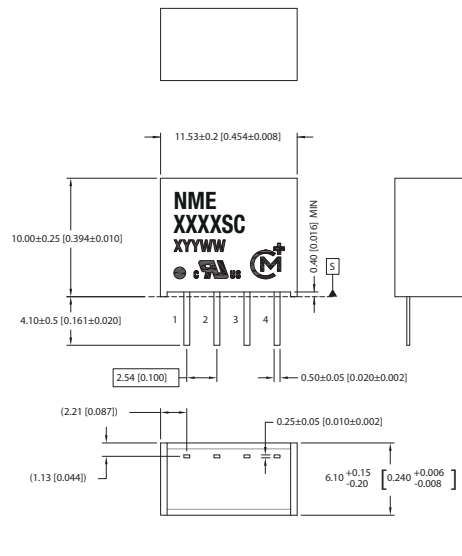 11.53±0.2 [0.454±0.008]
NME
XXXXSC
XYYWW
c RU us
CM+
10.00±0.25 [0.394±0.010]
0.40 [0.016] MIN
S
4.10±0.5 [0.161±0.020]
1 2 3 4
2.54 [0.100]
0.50±0.05 [0.020±0.002]
(2.21 [0.087])
0.25±0.05 [0.010±0.002]
(1.13 [0.044])
6.10 +0.15 -0.20 [0.240 +0.006 -0.008]